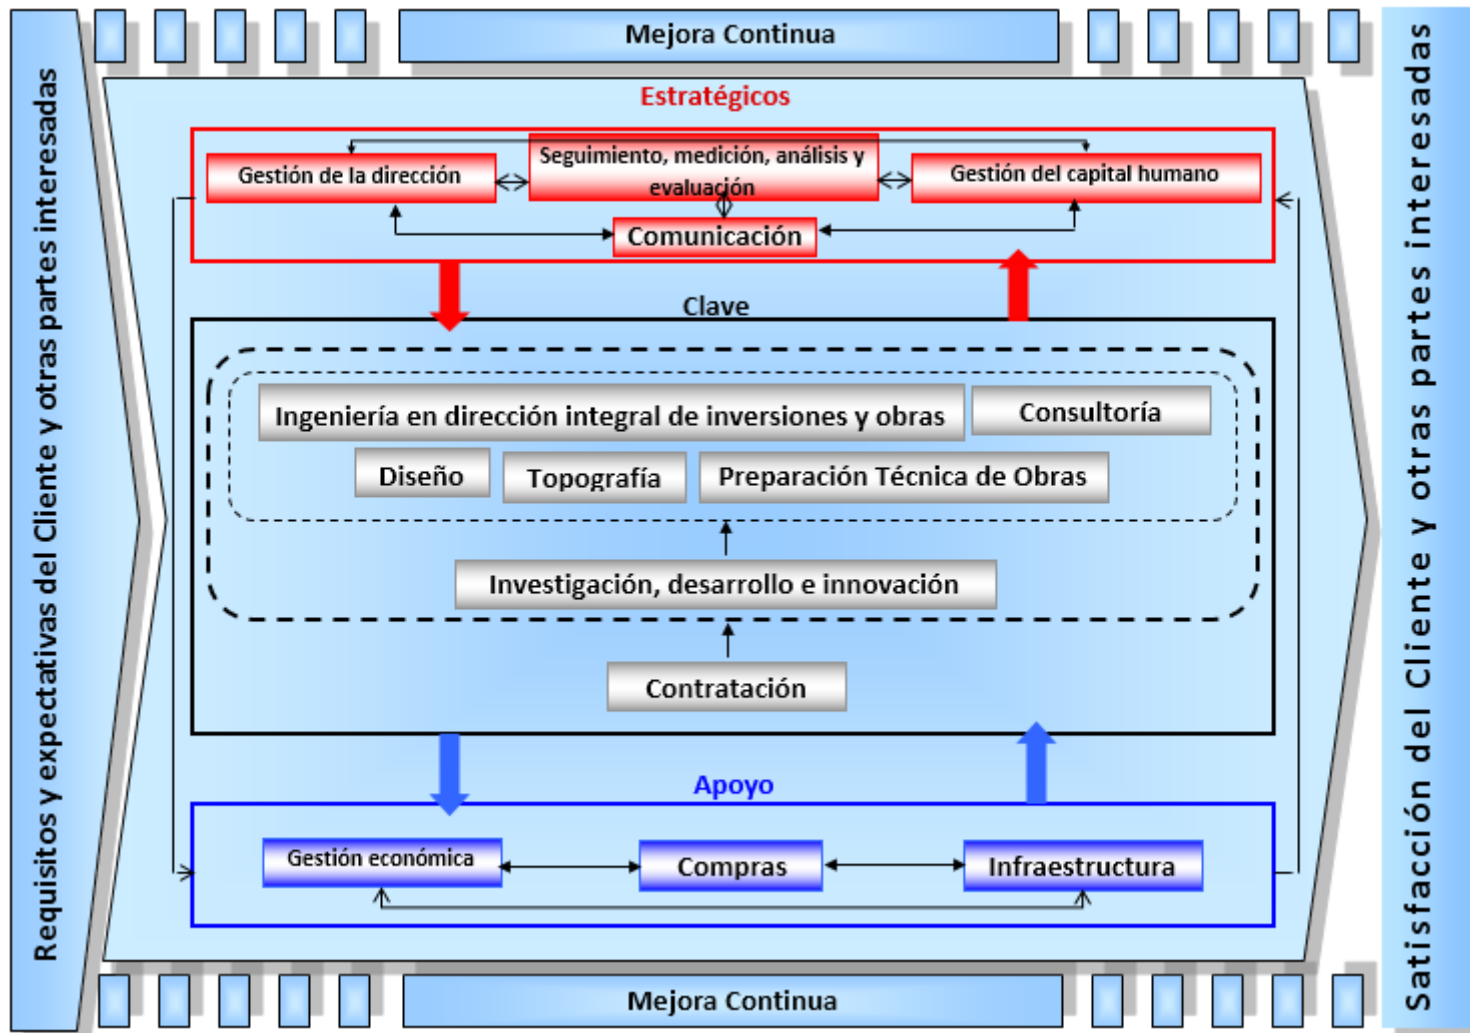 Mejora Continua
Requisitos y expectativas del Cliente y otras partes interesadas
Estratégicos
Gestión de la dirección
Seguimiento, medición, análisis y
evaluación
Gestión del capital humano
Comunicación
Clave
Ingeniería en dirección integral de inversiones y obras
Consultoría
Diseño
Topografía
Preparación Técnica de Obras
Investigación, desarrollo e innovación
Contratación
Apoyo
Gestión económica
Compras
Infraestructura
Satisfacción del Cliente y otras partes interesadas
Mejora Continua